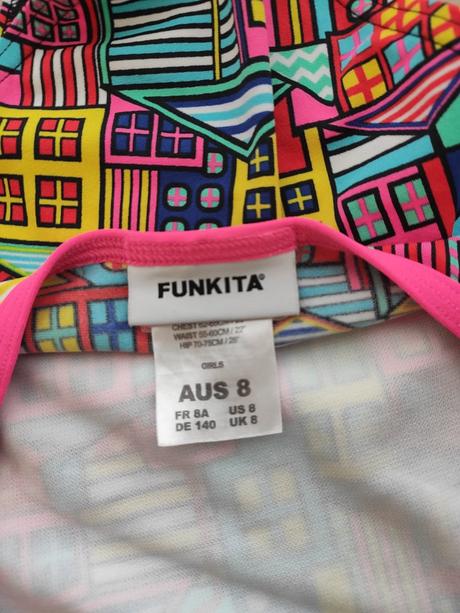 FUNKITA®
WAIST 55-60CM / 22"
HIP 70-75CM / 28"
GIRLS
AUS 8
FR 8A US 8
DE 140 UK 8